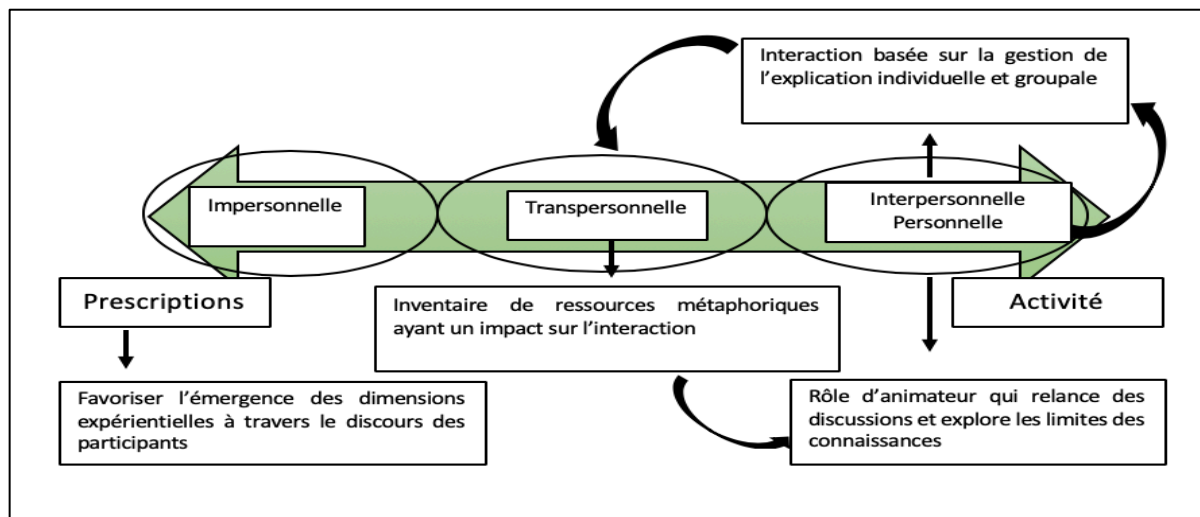 Interaction basée sur la gestion de
l’explication individuelle et groupale
Impersonnelle
Transpersonnelle
Interpersonnelle
Personnelle
Prescriptions
Inventaire de ressources métaphoriques
ayant un impact sur l’interaction
Activité
Favoriser l’émergence des dimensions
expérientielles à travers le discours des
participants
Rôle d’animateur qui relance des
discussions et explore les limites des
connaissances